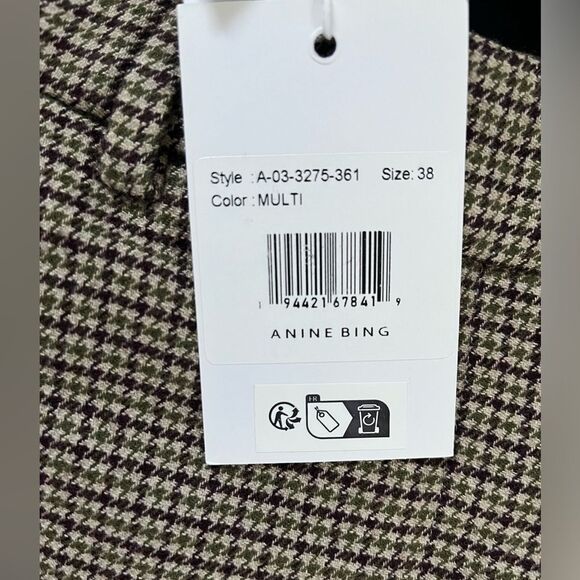 Style : A-03-3275-361 Size: 38
Color : MULTI
1 94421 67841 9
ANINE BING
FR